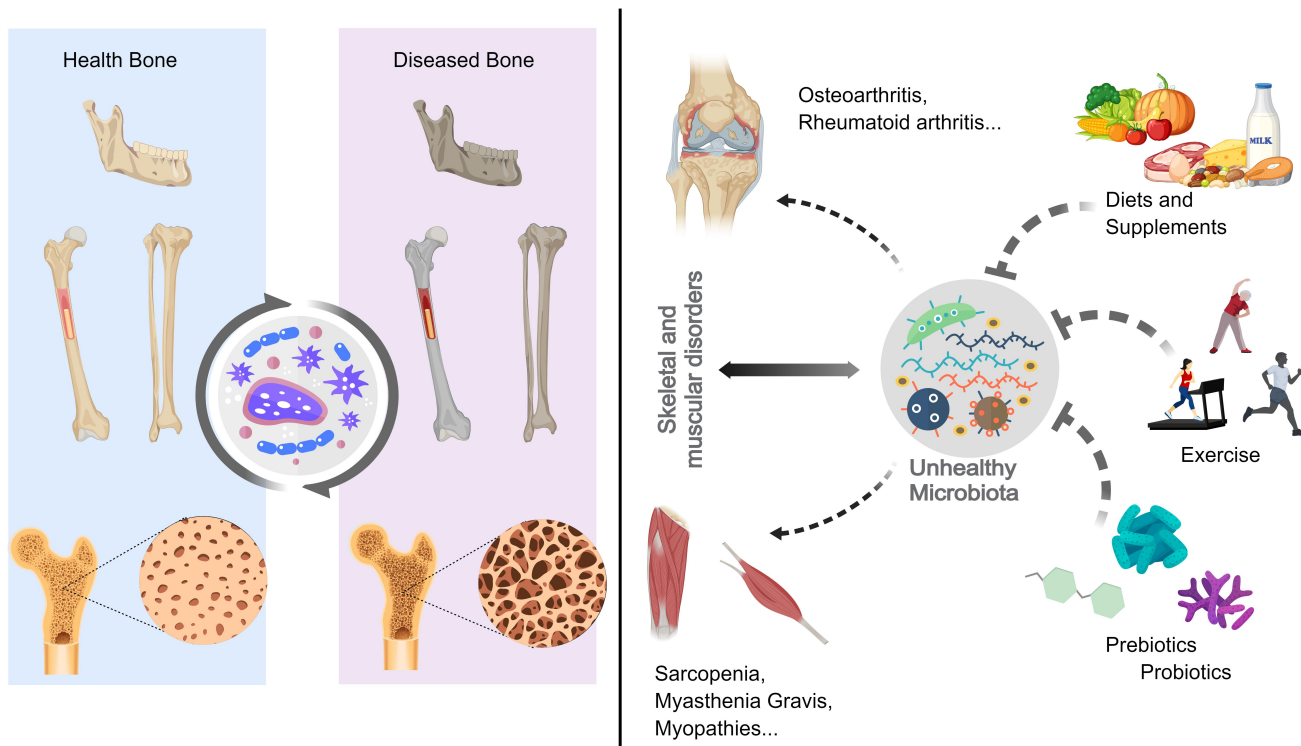 Health Bone
Diseased Bone
Osteoarthritis,
Rheumatoid arthritis...
MILK
Diets and
Supplements
Skeletal and
muscular disorders
Unhealthy
Microbiota
Exercise
Prebiotics
Probiotics
Sarcopenia,
Myasthenia Gravis,
Myopathies...